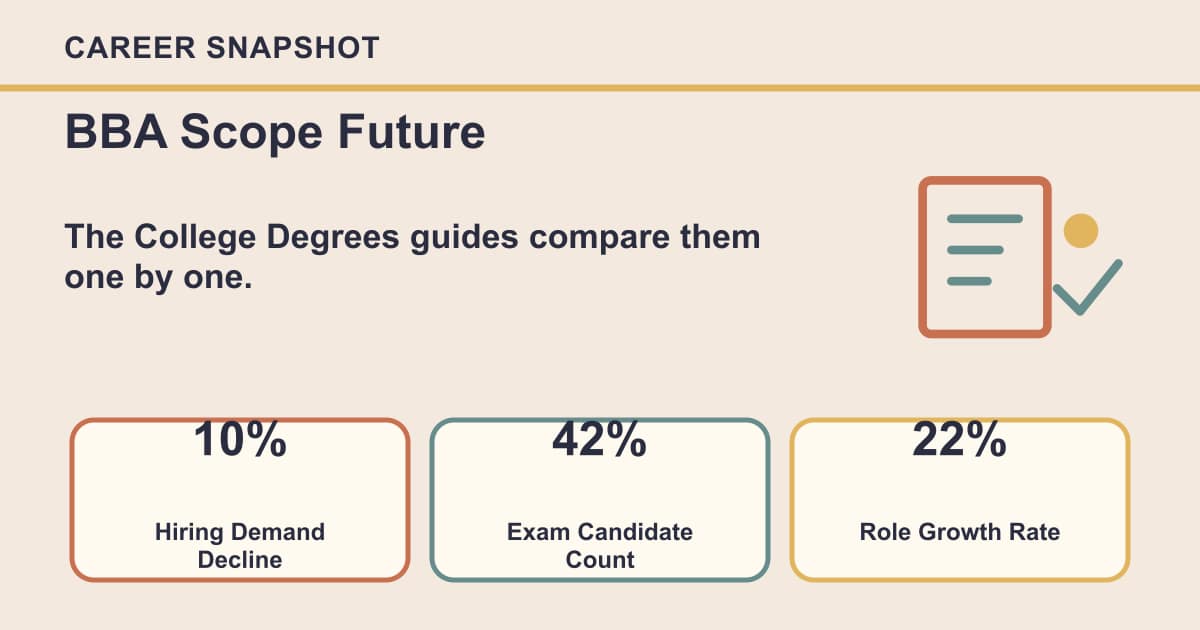 CAREER SNAPSHOT
BBA Scope Future
The College Degrees guides compare them
one by one.
10%
Hiring Demand
Decline
42%
Exam Candidate
Count
22%
Role Growth Rate